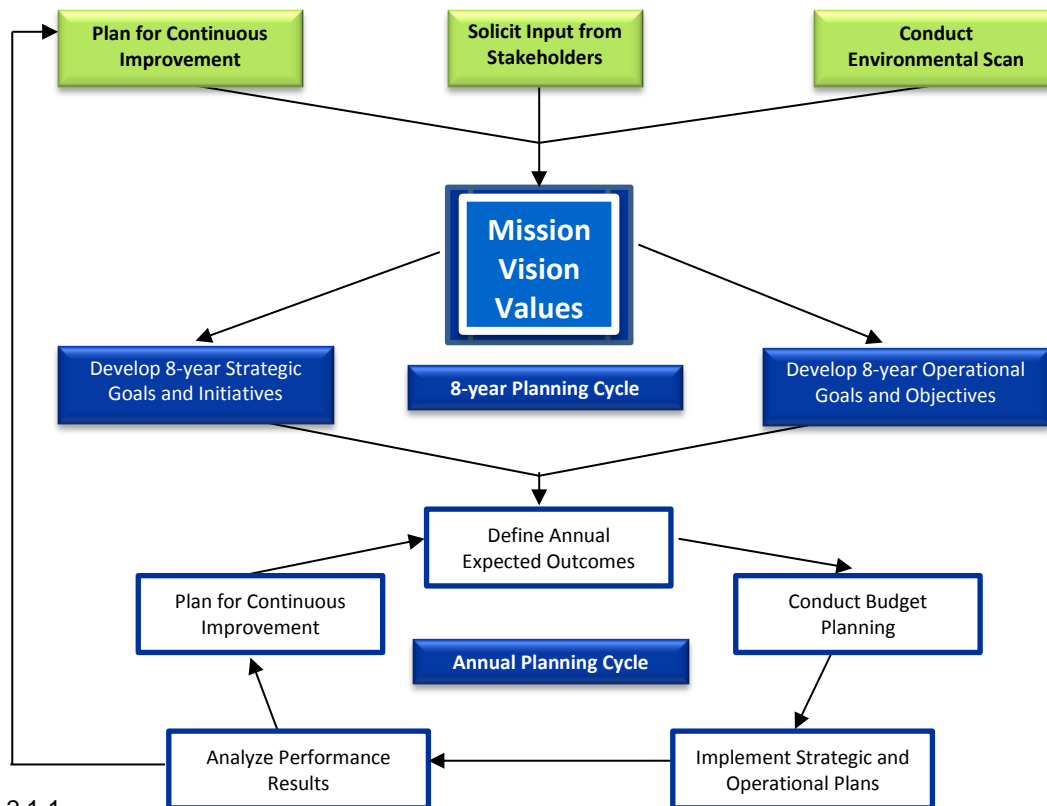 Plan for Continuous
Improvement
Solicit Input from
Stakeholders
Conduct
Environmental Scan
Mission
Vision
Values
Develop 8-year Strategic
Goals and Initiatives
8-year Planning Cycle
Develop 8-year Operational
Goals and Objectives
Define Annual
Expected Outcomes
Plan for Continuous
Improvement
Conduct Budget
Planning
Annual Planning Cycle
Analyze Performance
Results
Implement Strategic and
Operational Plans